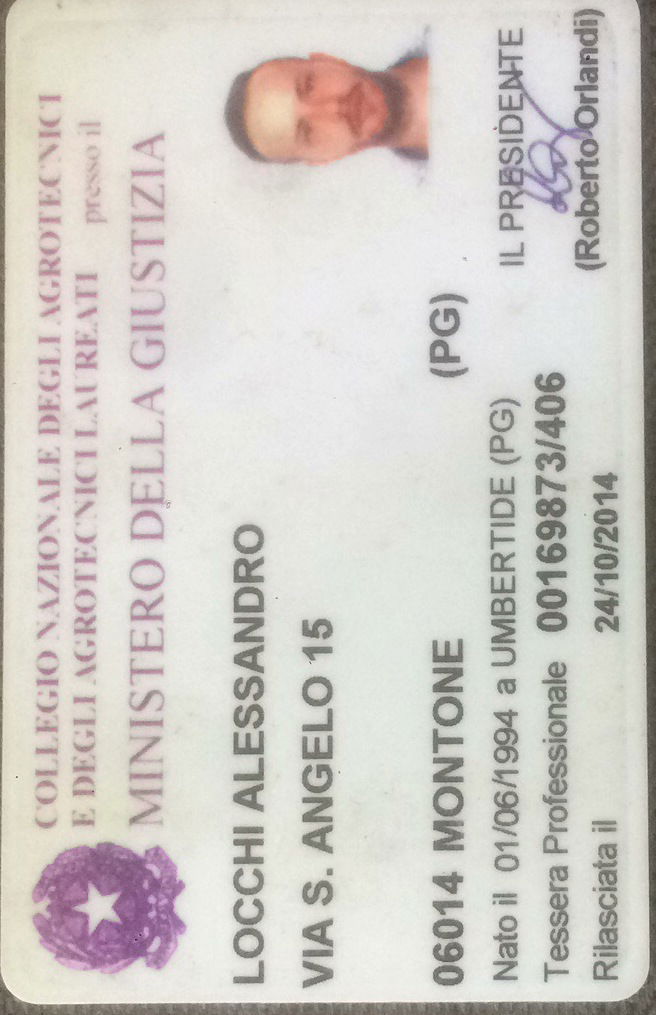 COLLEGIO NAZIONALE DEGLI AGROTECNICI
E DEGLI AGROTECNICI LAUREATI presso il
MINISTERO DELLA GIUSTIZIA
LOCCHI ALESSANDRO
VIA S. ANGELO 15
06014 MONTONE (PG)
Nato il 01/06/1994 a UMBERTIDE (PG)
IL PRESIDENTE
Tessera Professionale 00169873/406
Rilasciata il 24/10/2014
(Roberto Orlandi)